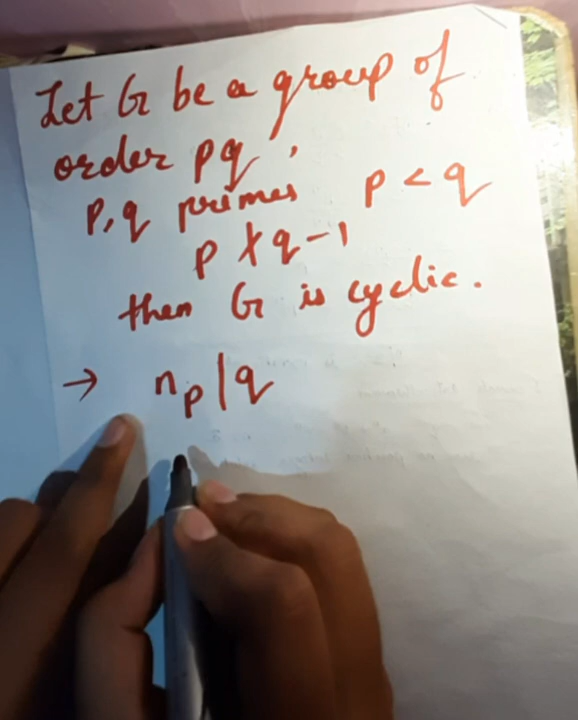 Let G be a group of
order pq,
p,q primes p < q
p ∤ q-1
then G is cyclic.
→ n_p | q